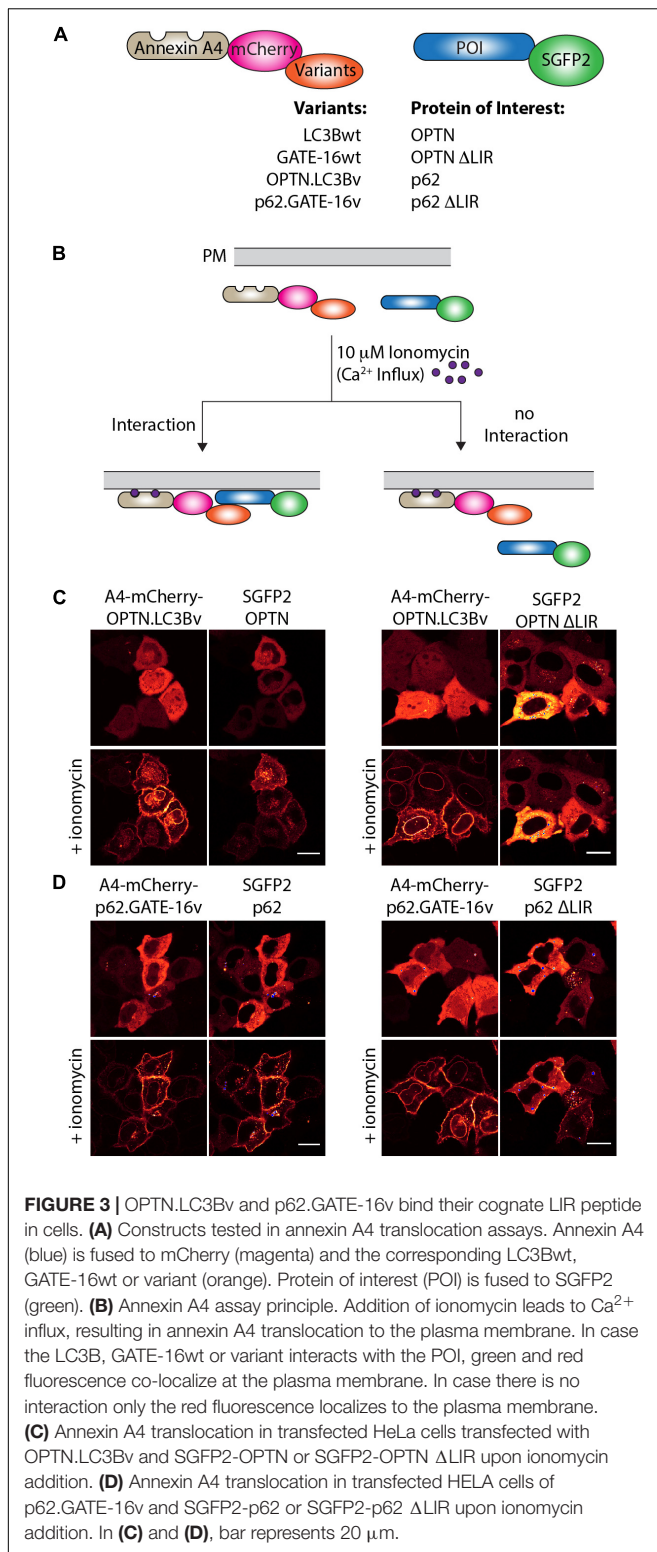 A
Annexin A4
mCherry
Variants
POI
SGFP2
Variants:
Protein of Interest:
LC3Bwt
OPTN
GATE-16wt
OPTN ΔLIR
OPTN.LC3Bv
p62
p62.GATE-16v
p62 ΔLIR
B
PM
10 μM Ionomycin
(Ca²⁺ Influx)
Interaction
no
Interaction
C
A4-mCherry-
OPTN.LC3Bv
SGFP2
OPTN
A4-mCherry-
OPTN.LC3Bv
SGFP2
OPTN ΔLIR
+ ionomycin
+ ionomycin
D
A4-mCherry-
p62.GATE-16v
SGFP2
p62
A4-mCherry-
p62.GATE-16v
SGFP2
p62 ΔLIR
+ ionomycin
+ ionomycin
FIGURE 3 | OPTN.LC3Bv and p62.GATE-16v bind their cognate LIR peptide
in cells. (A) Constructs tested in annexin A4 translocation assays. Annexin A4
(blue) is fused to mCherry (magenta) and the corresponding LC3Bwt,
GATE-16wt or variant (orange). Protein of interest (POI) is fused to SGFP2
(green). (B) Annexin A4 assay principle. Addition of ionomycin leads to Ca²⁺
influx, resulting in annexin A4 translocation to the plasma membrane. In case
the LC3B, GATE-16wt or variant interacts with the POI, green and red
fluorescence co-localize at the plasma membrane. In case there is no
interaction only the red fluorescence localizes to the plasma membrane.
(C) Annexin A4 translocation in transfected HeLa cells transfected with
OPTN.LC3Bv and SGFP2-OPTN or SGFP2-OPTN ΔLIR upon ionomycin
addition. (D) Annexin A4 translocation in transfected HELA cells of
p62.GATE-16v and SGFP2-p62 or SGFP2-p62 ΔLIR upon ionomycin
addition. In (C) and (D), bar represents 20 μm.